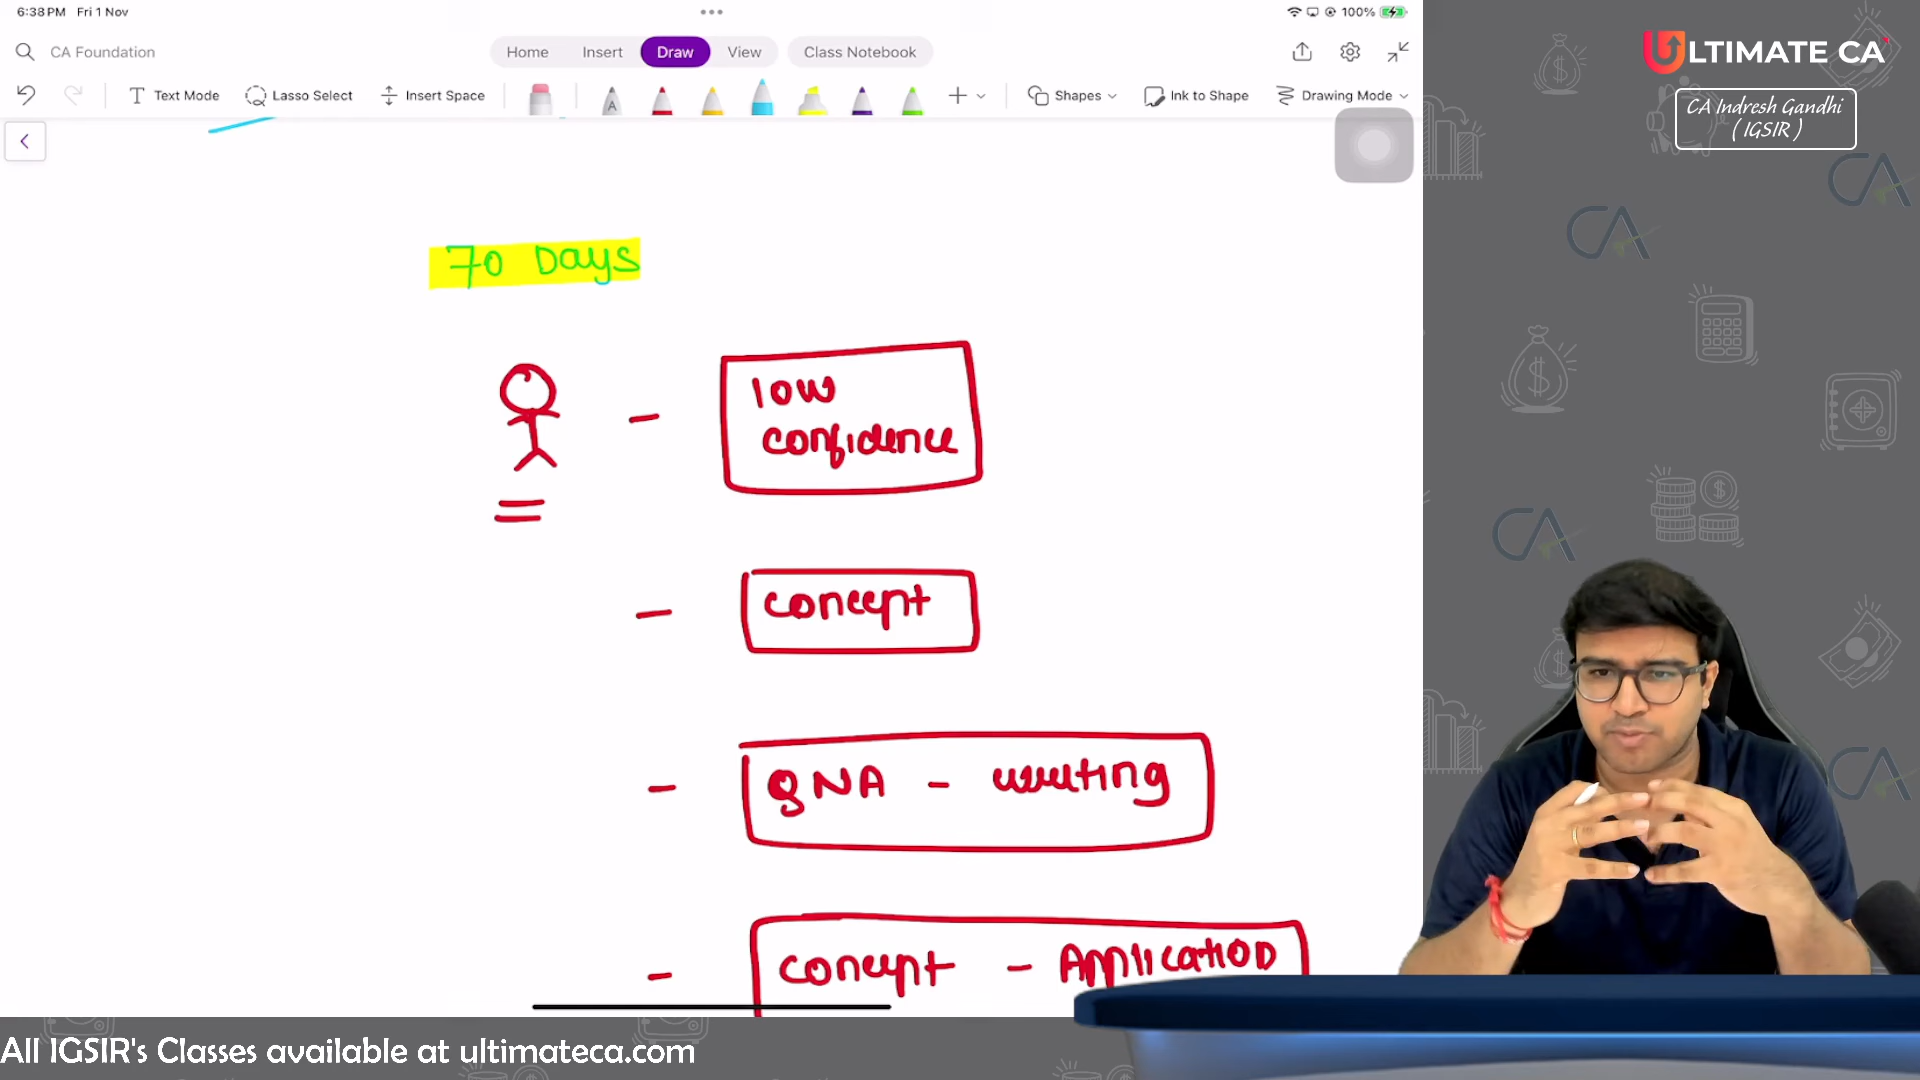 6:38 PM Fri 1 Nov
100%
CA Foundation
Home Insert Draw View Class Notebook
Text Mode Lasso Select Insert Space A Shapes Ink to Shape Drawing Mode
ULTIMATE CA
CA Indresh Gandhi
( IGSIR )
70 Days
low
confidence
concept
QNA - writing
concept - Application
All IGSIR's Classes available at ultimateca.com